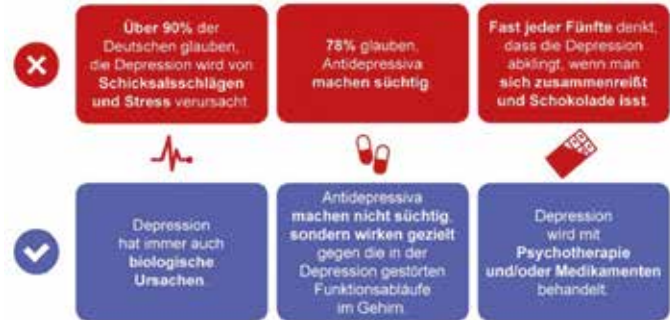 Über 90% der
Deutschen glauben,
die Depression wird von
Schicksalsschlägen
und Stress verursacht.
78% glauben,
Antidepressiva
machen süchtig.
Fast jeder Fünfte denkt,
dass die Depression
abklingt, wenn man
sich zusammenreißt
und Schokolade isst.
Depression
hat immer auch
biologische
Ursachen.
Antidepressiva
machen nicht süchtig,
sondern wirken gezielt
gegen die in der
Depression gestörten
Funktionsabläufe
im Gehirn.
Depression
wird mit
Psychotherapie
und/oder Medikamenten
behandelt.